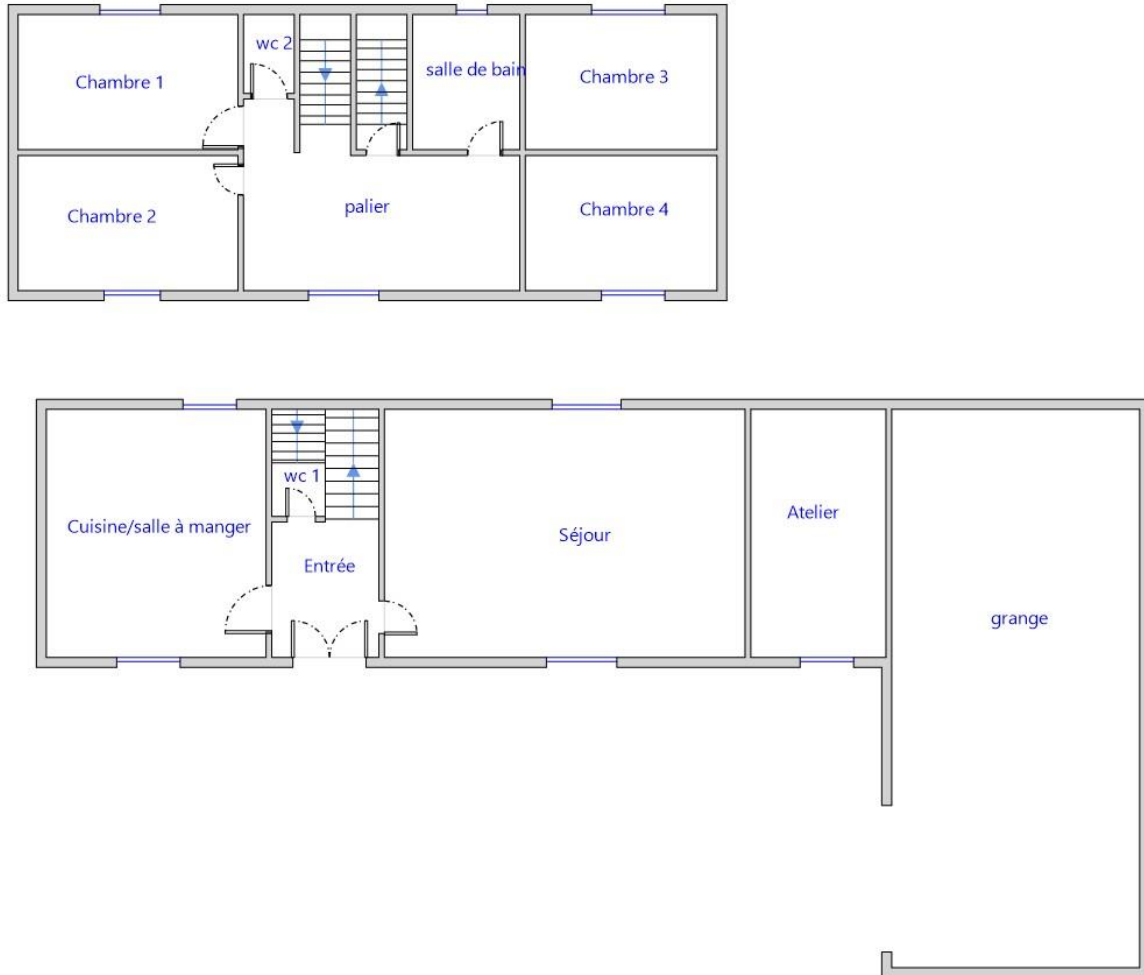 wc 2
Chambre 1
salle de bain
Chambre 3
Chambre 2
palier
Chambre 4
wc 1
Cuisine/salle à manger
Entrée
Séjour
Atelier
grange